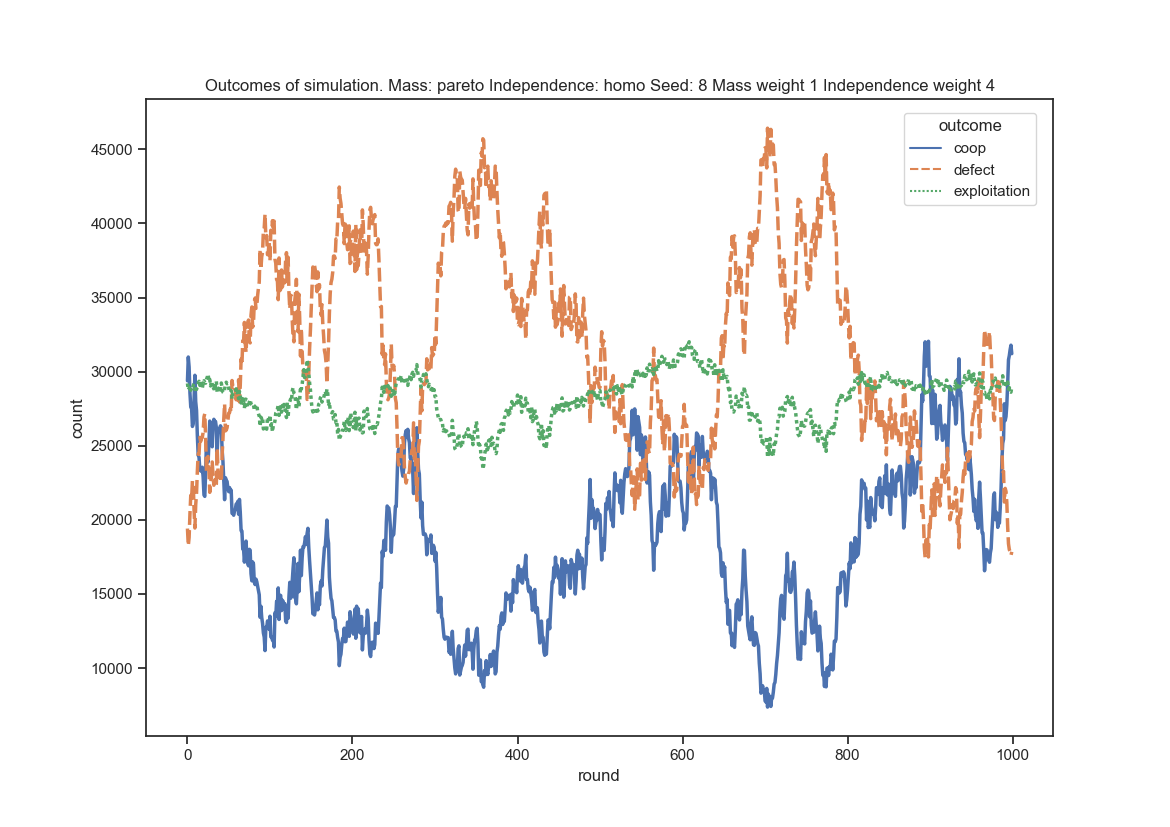 Outcomes of simulation. Mass: pareto Independence: homo Seed: 8 Mass weight 1 Independence weight 4
outcome
coop
defect
exploitation
45000
40000
35000
30000
25000
20000
15000
10000
count
0 200 400 600 800 1000
round